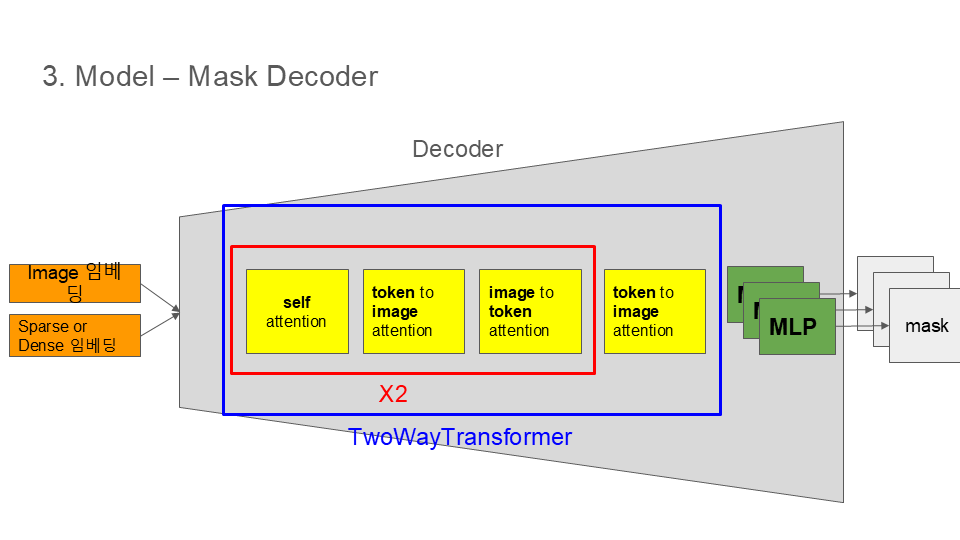 3. Model – Mask Decoder
Decoder
Image 임베
딩
Sparse or
Dense 임베딩
self
attention
token to
image
attention
image to
token
attention
token to
image
attention
MLP
mask
X2
TwoWayTransformer